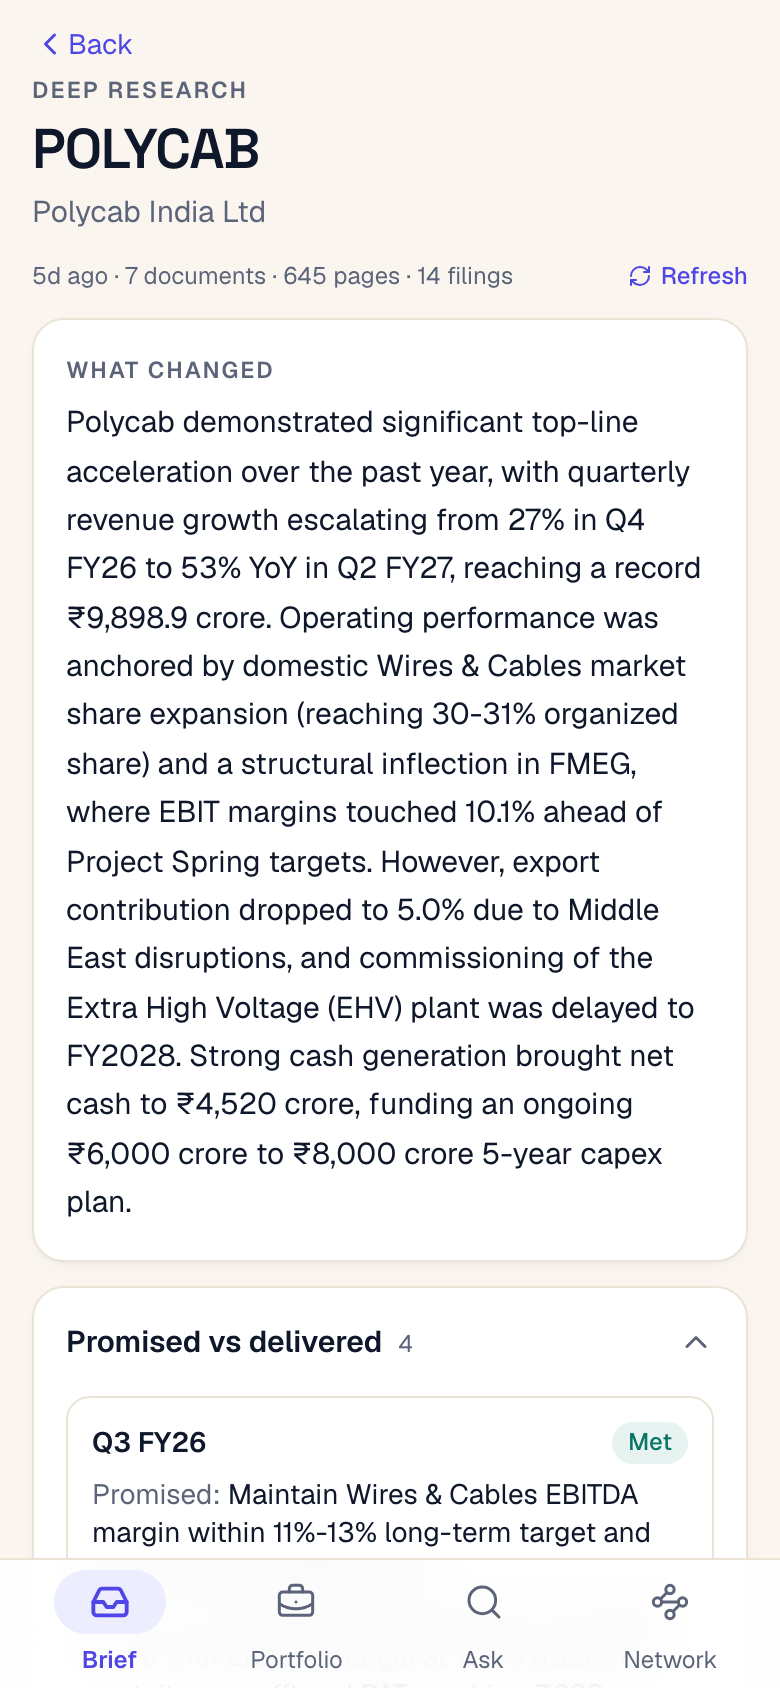 Back
DEEP RESEARCH
POLYCAB
Polycab India Ltd
5d ago · 7 documents · 645 pages · 14 filings
Refresh
WHAT CHANGED
Polycab demonstrated significant top-line
acceleration over the past year, with quarterly
revenue growth escalating from 27% in Q4
FY26 to 53% YoY in Q2 FY27, reaching a record
₹9,898.9 crore. Operating performance was
anchored by domestic Wires & Cables market
share expansion (reaching 30-31% organized
share) and a structural inflection in FMEG,
where EBIT margins touched 10.1% ahead of
Project Spring targets. However, export
contribution dropped to 5.0% due to Middle
East disruptions, and commissioning of the
Extra High Voltage (EHV) plant was delayed to
FY2028. Strong cash generation brought net
cash to ₹4,520 crore, funding an ongoing
₹6,000 crore to ₹8,000 crore 5-year capex
plan.
Promised vs delivered 4
Q3 FY26
Met
Promised: Maintain Wires & Cables EBITDA
margin within 11%-13% long-term target and
Brief
Portfolio
Ask
Network